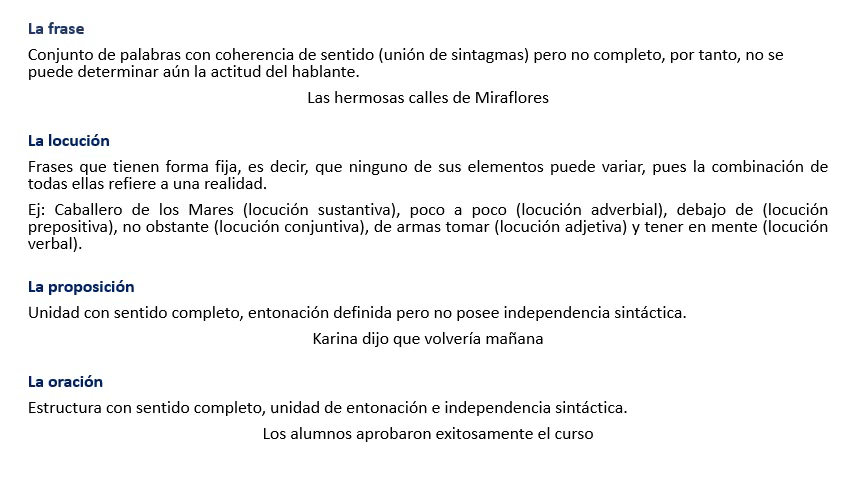 La frase
Conjunto de palabras con coherencia de sentido (unión de sintagmas) pero no completo, por tanto, no se
puede determinar aún la actitud del hablante.
Las hermosas calles de Miraflores
La locución
Frases que tienen forma fija, es decir, que ninguno de sus elementos puede variar, pues la combinación de
todas ellas refiere a una realidad.
Ej: Caballero de los Mares (locución sustantiva), poco a poco (locución adverbial), debajo de (locución
prepositiva), no obstante (locución conjuntiva), de armas tomar (locución adjetiva) y tener en mente (locución
verbal).
La proposición
Unidad con sentido completo, entonación definida pero no posee independencia sintáctica.
Karina dijo que volvería mañana
La oración
Estructura con sentido completo, unidad de entonación e independencia sintáctica.
Los alumnos aprobaron exitosamente el curso